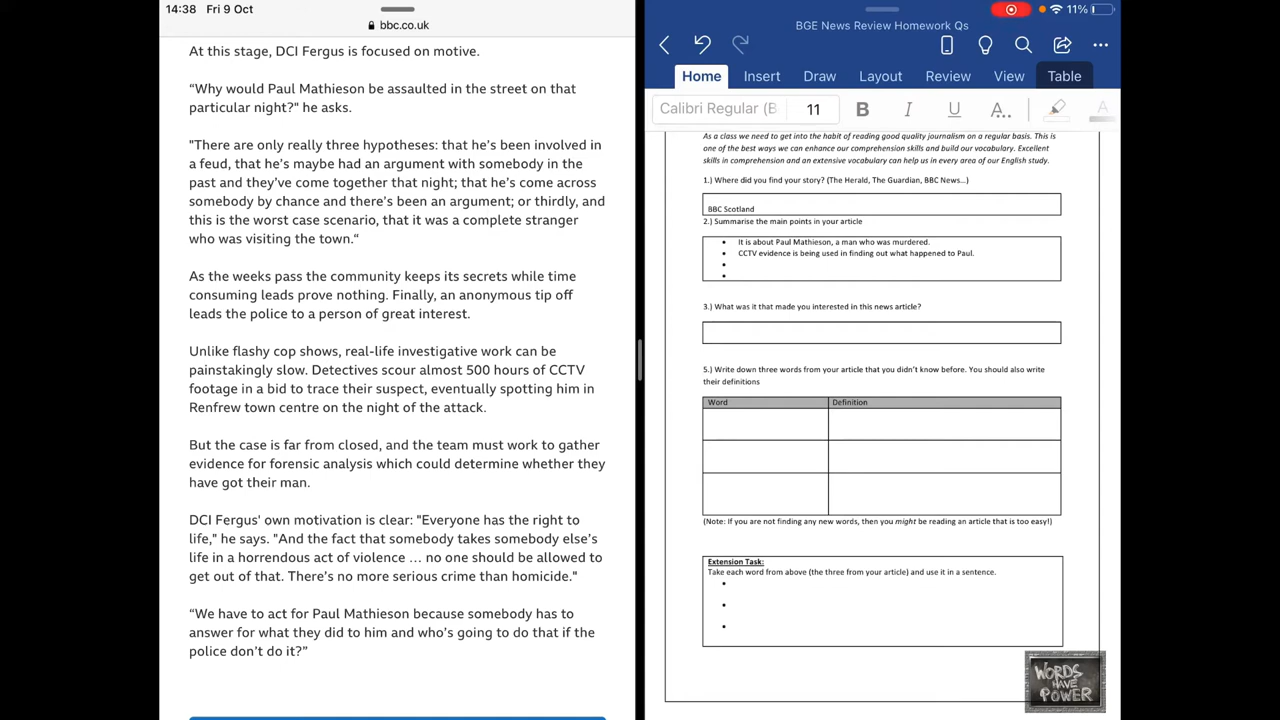 14:38 Fri 9 Oct
bbc.co.uk
At this stage, DCI Fergus is focused on motive.
“Why would Paul Mathieson be assaulted in the street on that
particular night?" he asks.
"There are only really three hypotheses: that he's been involved in
a feud, that he's maybe had an argument with somebody in the
past and they've come together that night; that he's come across
somebody by chance and there's been an argument; or thirdly, and
this is the worst case scenario, that it was a complete stranger
who was visiting the town.“
As the weeks pass the community keeps its secrets while time
consuming leads prove nothing. Finally, an anonymous tip off
leads the police to a person of great interest.
Unlike flashy cop shows, real-life investigative work can be
painstakingly slow. Detectives scour almost 500 hours of CCTV
footage in a bid to trace their suspect, eventually spotting him in
Renfrew town centre on the night of the attack.
But the case is far from closed, and the team must work to gather
evidence for forensic analysis which could determine whether they
have got their man.
DCI Fergus' own motivation is clear: "Everyone has the right to
life," he says. "And the fact that somebody takes somebody else’s
life in a horrendous act of violence … no one should be allowed to
get out of that. There’s no more serious crime than homicide."
“We have to act for Paul Mathieson because somebody has to
answer for what they did to him and who’s going to do that if the
police don’t do it?”
11%
BGE News Review Homework Qs
Home Insert Draw Layout Review View Table
Calibri Regular (B 11 B I U A... A
As a class we need to get into the habit of reading good quality journalism on a regular basis. This is
one of the best ways we can enhance our comprehension skills and build our vocabulary. Excellent
skills in comprehension and an extensive vocabulary can help us in every area of our English study.
1.) Where did you find your story? (The Herald, The Guardian, BBC News...)
BBC Scotland
2.) Summarise the main points in your article
• It is about Paul Mathieson, a man who was murdered.
• CCTV evidence is being used in finding out what happened to Paul.
•
•
3.) What was it that made you interested in this news article?
5.) Write down three words from your article that you didn’t know before. You should also write
their definitions
Word Definition
(Note: If you are not finding any new words, then you might be reading an article that is too easy!)
Extension Task:
Take each word from above (the three from your article) and use it in a sentence.
•
•
•
WORDS
HAVE
POWER